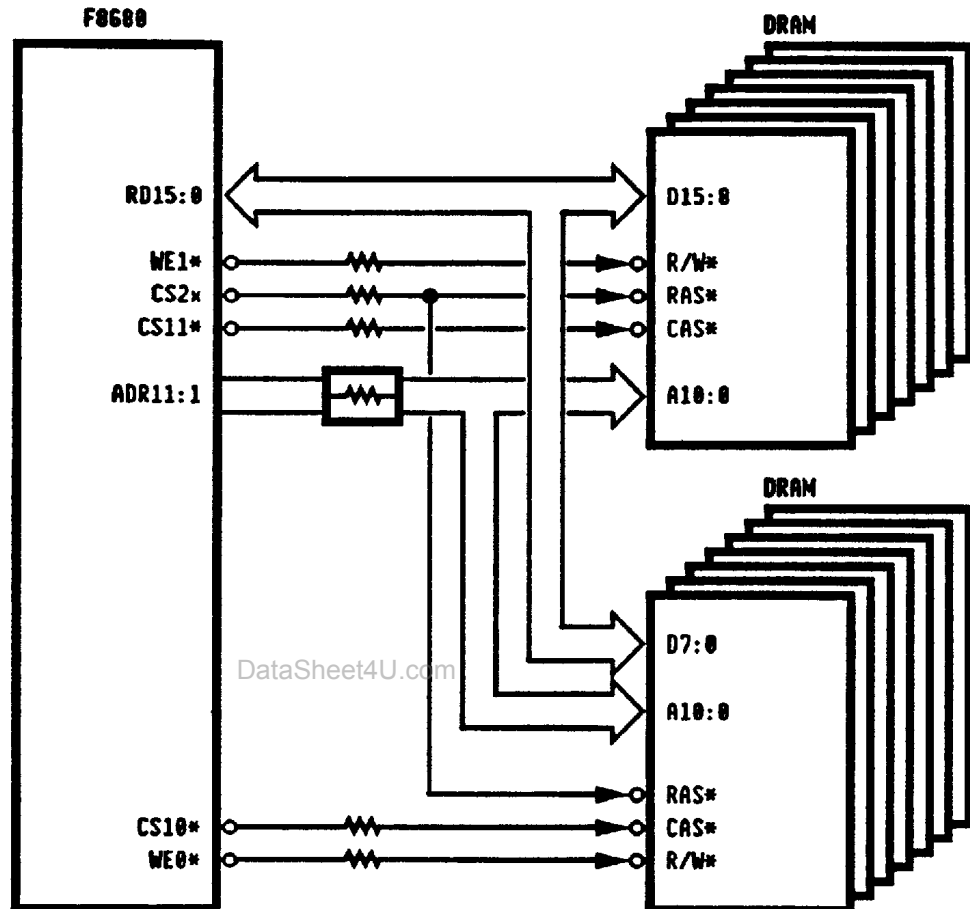 F8680
DRAM
RD15:0
D15:8
WE1*
R/W*
CS2*
RAS*
CS11*
CAS*
ADR11:1
A10:0
DRAM
D7:0
DataSheet4U.com
A10:0
RAS*
CS10*
CAS*
WE0*
R/W*